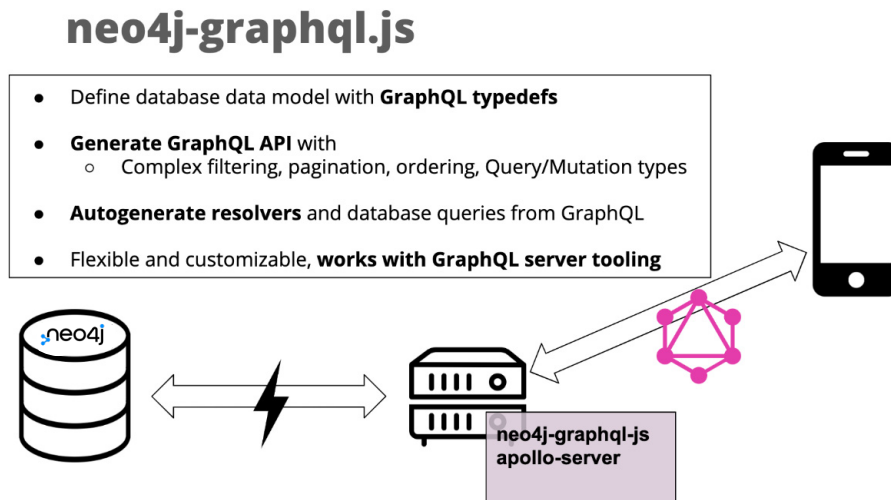 neo4j-graphql.js
● Define database data model with GraphQL typedefs
● Generate GraphQL API with
○ Complex filtering, pagination, ordering, Query/Mutation types
● Autogenerate resolvers and database queries from GraphQL
● Flexible and customizable, works with GraphQL server tooling
neo4j
neo4j-graphql-js
apollo-server